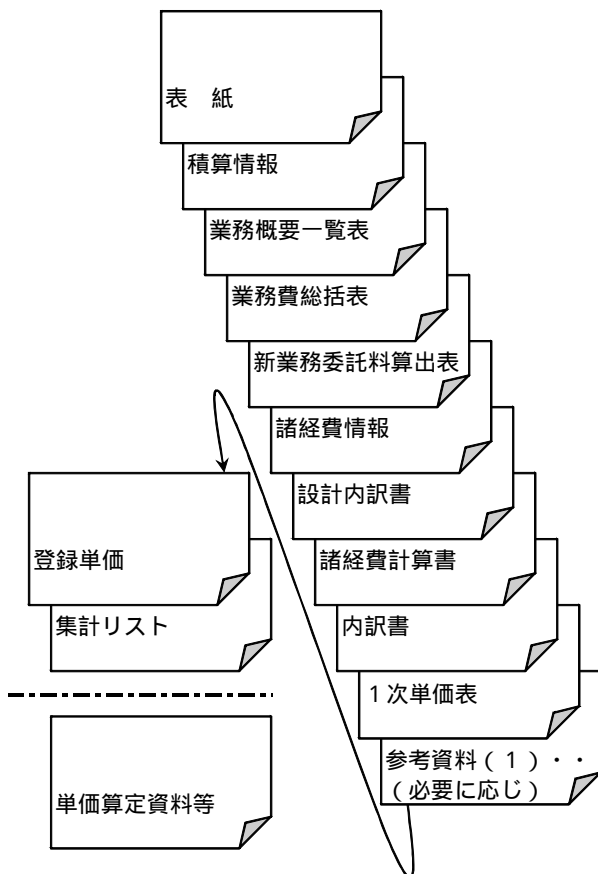 表　紙
積算情報
業務概要一覧表
業務費総括表
新業務委託料算出表
諸経費情報
設計内訳書
諸経費計算書
内訳書
１次単価表
参考資料（１）・・
（必要に応じ）
登録単価
集計リスト
単価算定資料等